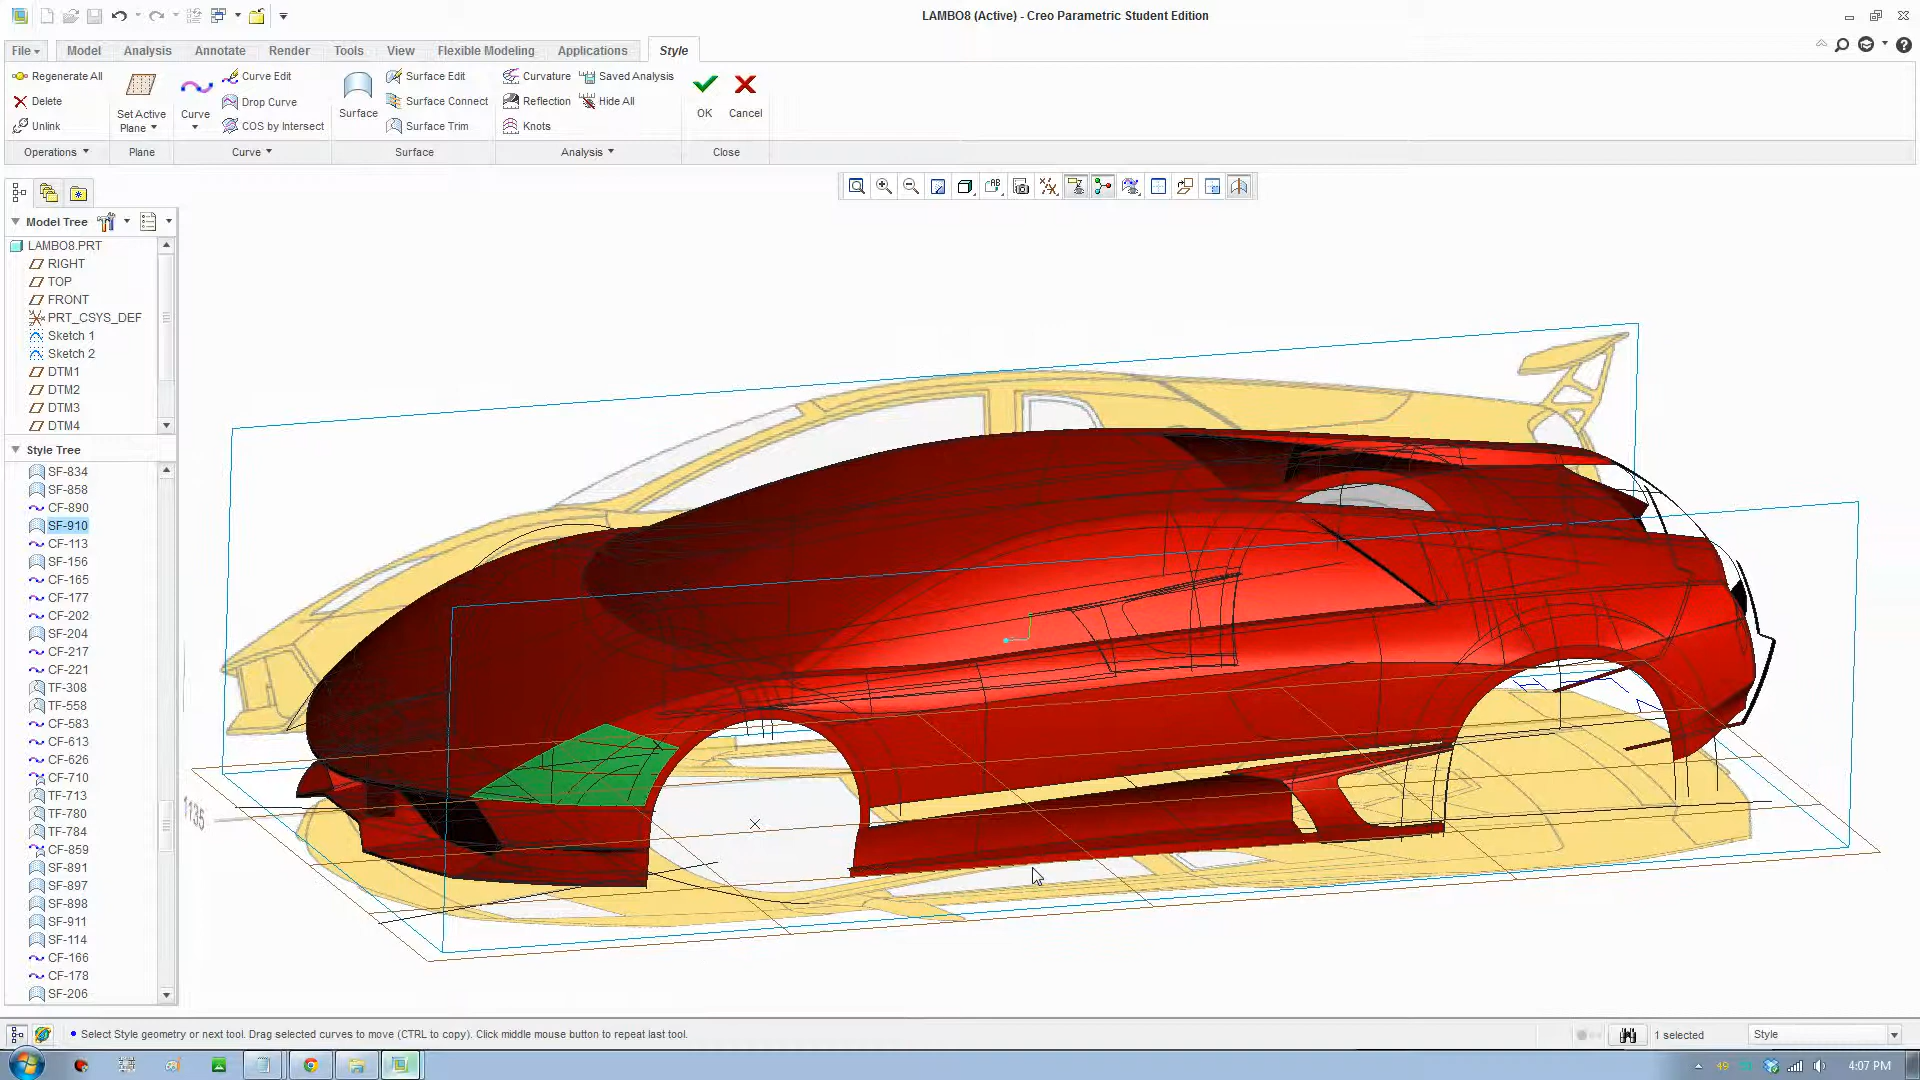 LAMBO8 (Active) - Creo Parametric Student Edition
File Model Analysis Annotate Render Tools View Flexible Modeling Applications Style
Regenerate All
Delete
Unlink
Set Active
Plane
Curve
Curve Edit
Drop Curve
COS by Intersect
Surface
Surface Edit
Surface Connect
Surface Trim
Curvature
Reflection
Knots
Saved Analysis
Hide All
OK
Cancel
Operations Plane Curve Surface Analysis Close
Model Tree
LAMBO8.PRT
RIGHT
TOP
FRONT
PRT_CSYS_DEF
Sketch 1
Sketch 2
DTM1
DTM2
DTM3
DTM4
Style Tree
SF-834
SF-858
CF-890
SF-910
CF-113
SF-156
CF-165
CF-177
CF-202
SF-204
CF-217
CF-221
TF-308
TF-558
CF-583
CF-613
CF-626
CF-710
TF-713
TF-780
TF-784
CF-859
SF-891
SF-897
SF-898
SF-911
SF-114
CF-166
CF-178
SF-206
1135
Select Style geometry or next tool. Drag selected curves to move (CTRL to copy). Click middle mouse button to repeat last tool.
1 selected
Style
49
4:07 PM